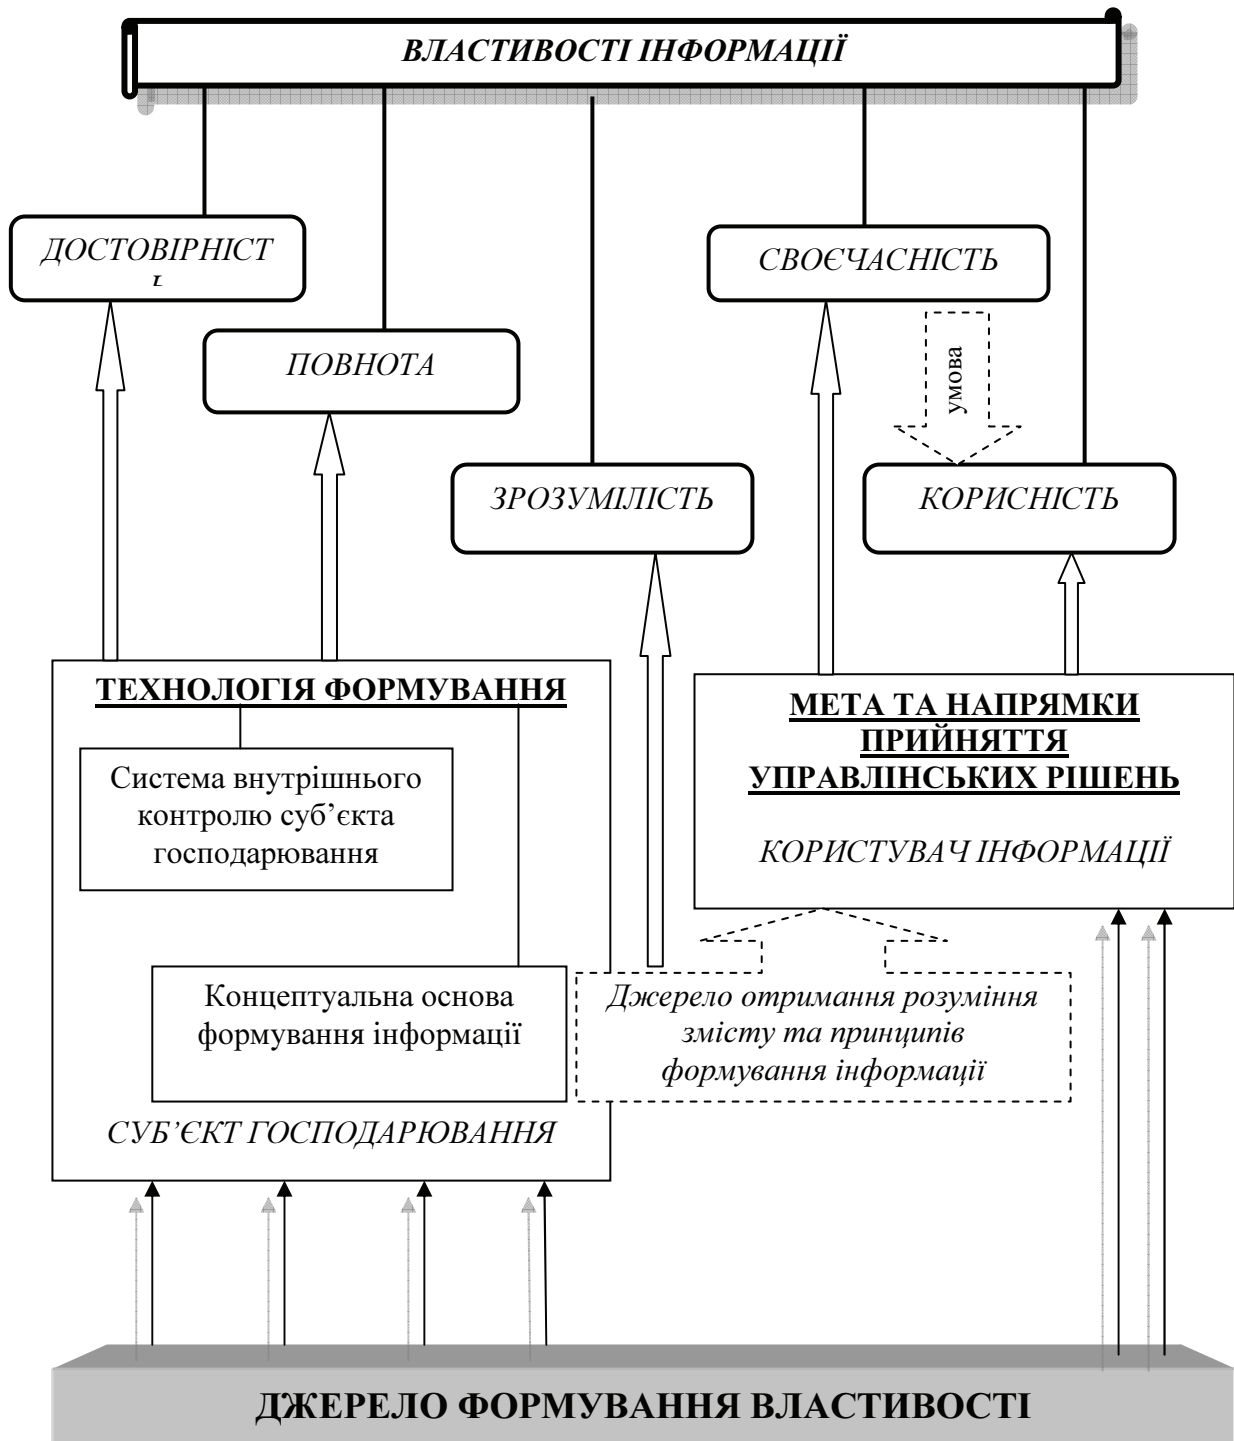 ВЛАСТИВОСТІ ІНФОРМАЦІЇ
ДОСТОВІРНІСТ
СВОЄЧАСНІСТЬ
ПОВНОТА
умова
ЗРОЗУМІЛІСТЬ
КОРИСНІСТЬ
ТЕХНОЛОГІЯ ФОРМУВАННЯ
Система внутрішнього
контролю суб’єкта
господарювання
Концептуальна основа
формування інформації
СУБ’ЄКТ ГОСПОДАРЮВАННЯ
МЕТА ТА НАПРЯМКИ
ПРИЙНЯТТЯ
УПРАВЛІНСЬКИХ РІШЕНЬ
КОРИСТУВАЧ ІНФОРМАЦІЇ
Джерело отримання розуміння
змісту та принципів
формування інформації
ДЖЕРЕЛО ФОРМУВАННЯ ВЛАСТИВОСТІ